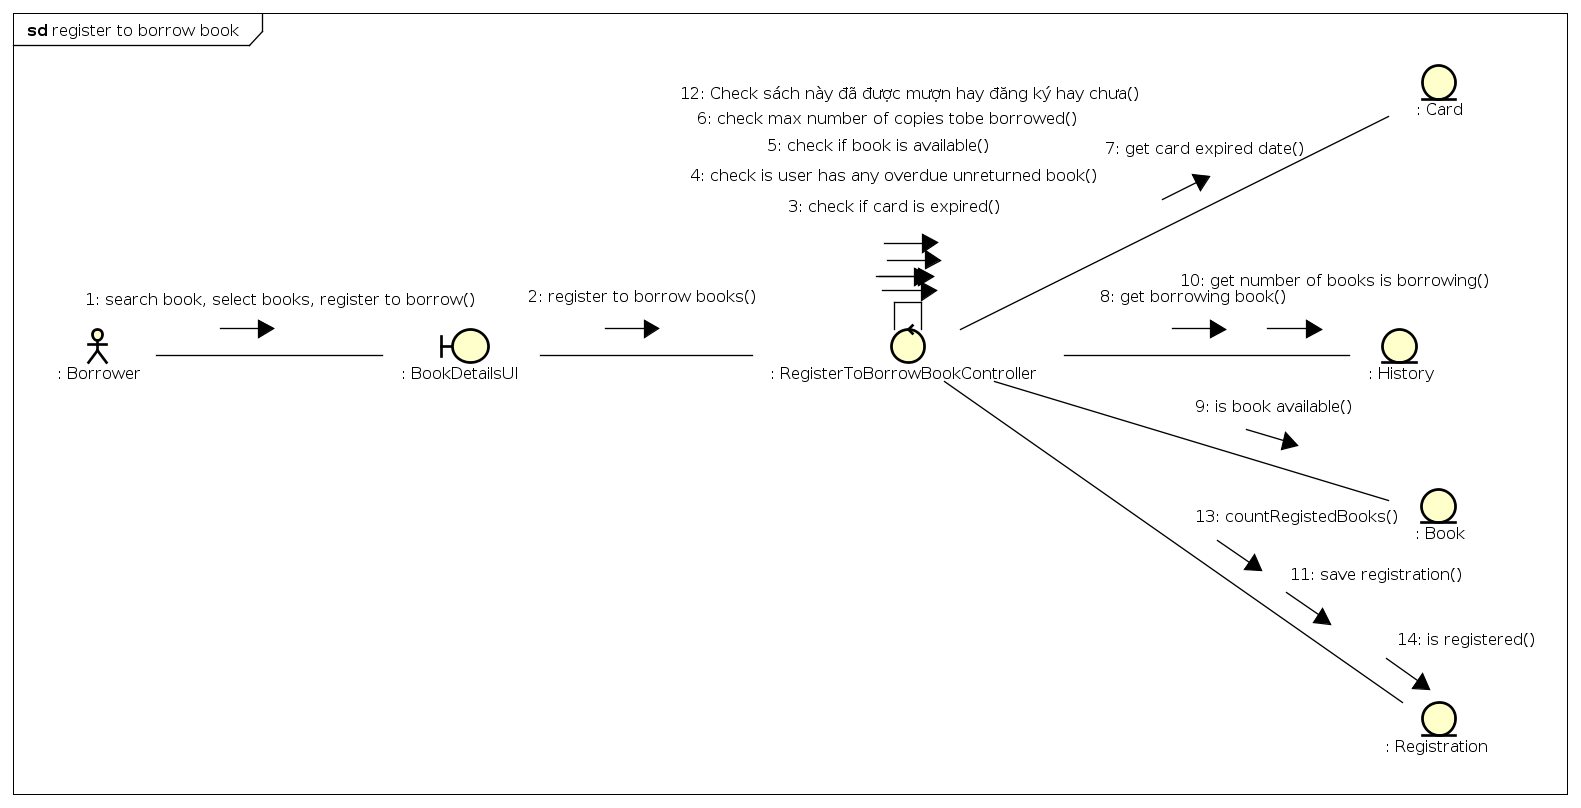 sd register to borrow book
12: Check sách này đã được mượn hay đăng ký hay chưa()
6: check max number of copies tobe borrowed()
5: check if book is available()
4: check is user has any overdue unreturned book()
3: check if card is expired()
7: get card expired date()
: Card
1: search book, select books, register to borrow()
2: register to borrow books()
10: get number of books is borrowing()
8: get borrowing book()
: Borrower
: BookDetailsUI
: RegisterToBorrowBookController
: History
9: is book available()
13: countRegistedBooks()
: Book
11: save registration()
14: is registered()
: Registration